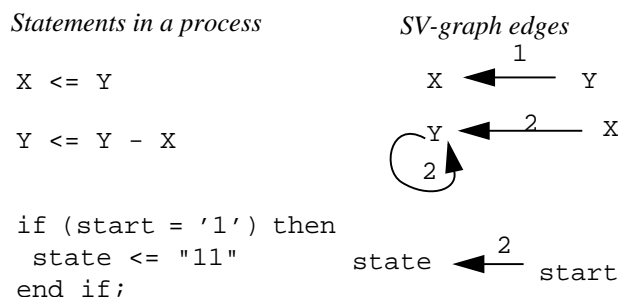 Statements in a process SV-graph edges
X <= Y
X 1 Y
Y <= Y - X
Y 2 X
2
if (start = '1') then
state <= "11"
end if;
state 2 start